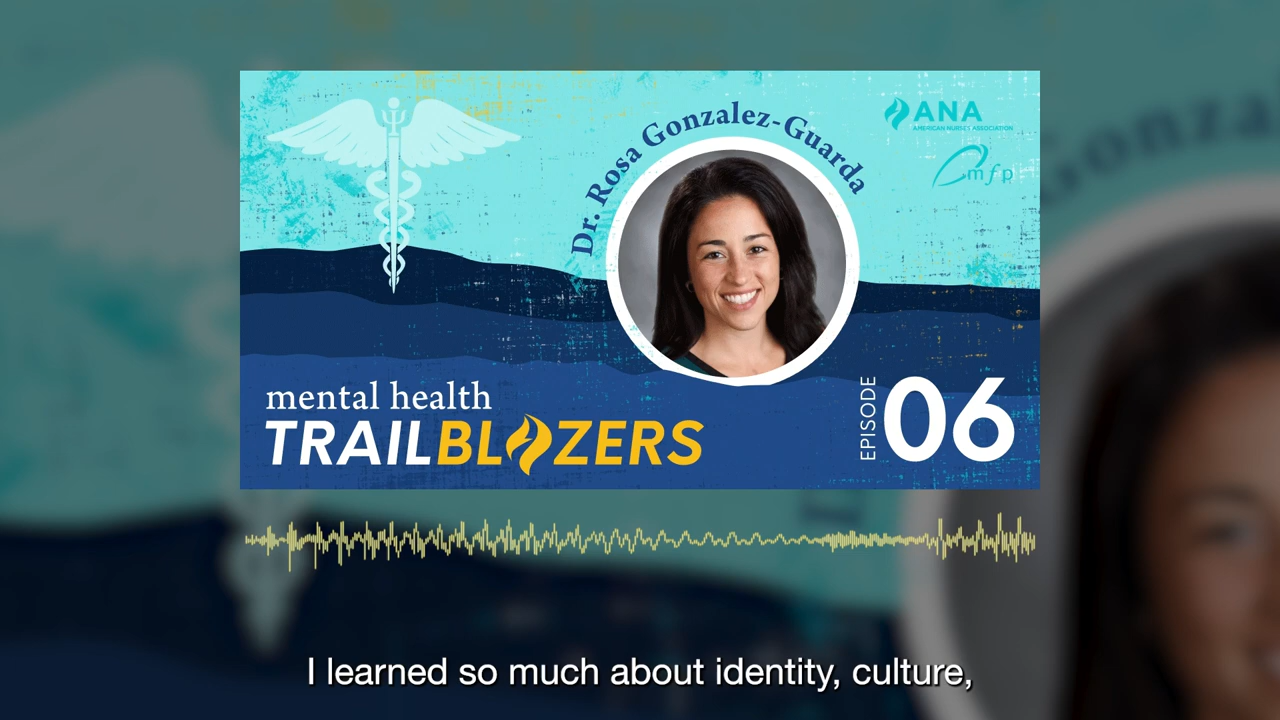 Dr. Rosa Gonzalez-Guarda
ANA
AMERICAN NURSES ASSOCIATION
mfp
mental health
TRAILBLAZERS
EPISODE 06
I learned so much about identity, culture,